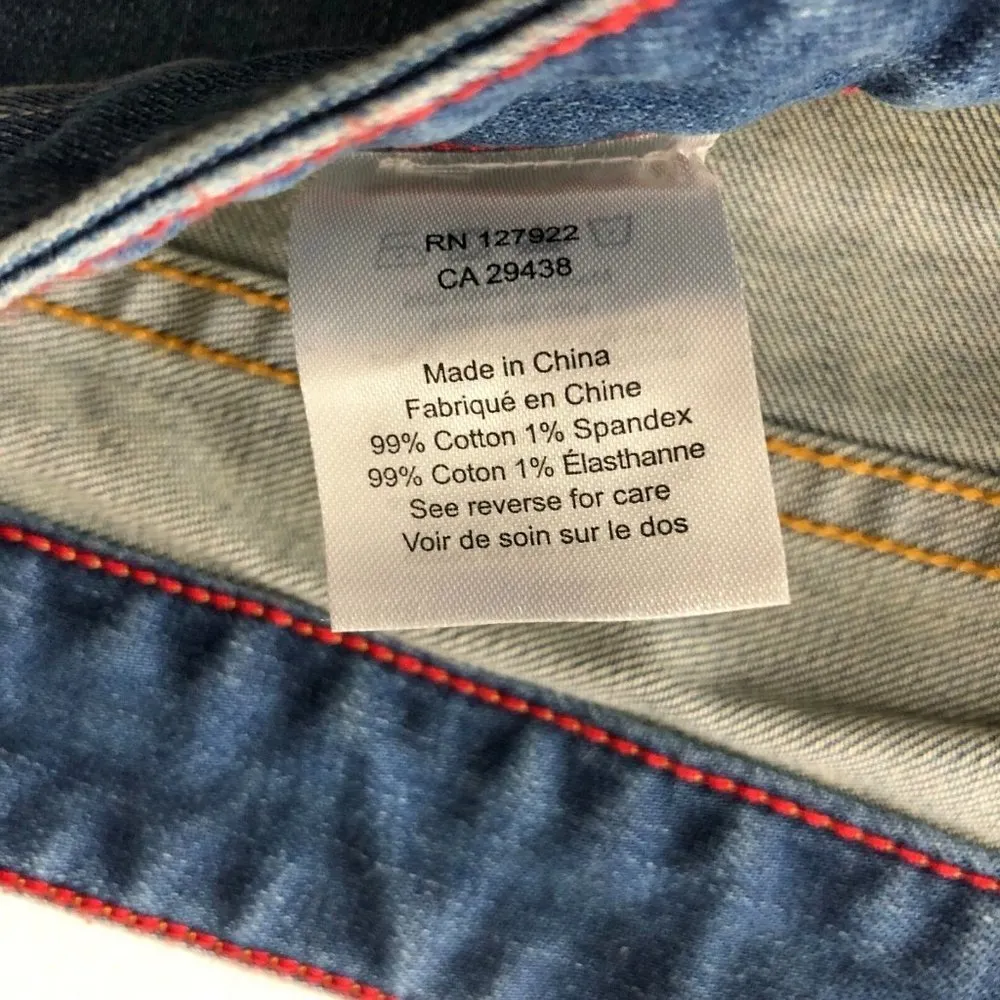 RN 127922
CA 29438
Made in China
Fabriqué en Chine
99% Cotton 1% Spandex
99% Coton 1% Élasthanne
See reverse for care
Voir de soin sur le dos